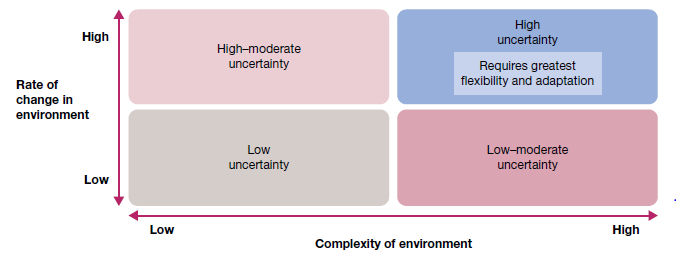 High
High–moderate
uncertainty
High
uncertainty
Requires greatest
flexibility and adaptation
Rate of
change in
environment
Low
uncertainty
Low–moderate
uncertainty
Low
Low
High
Complexity of environment